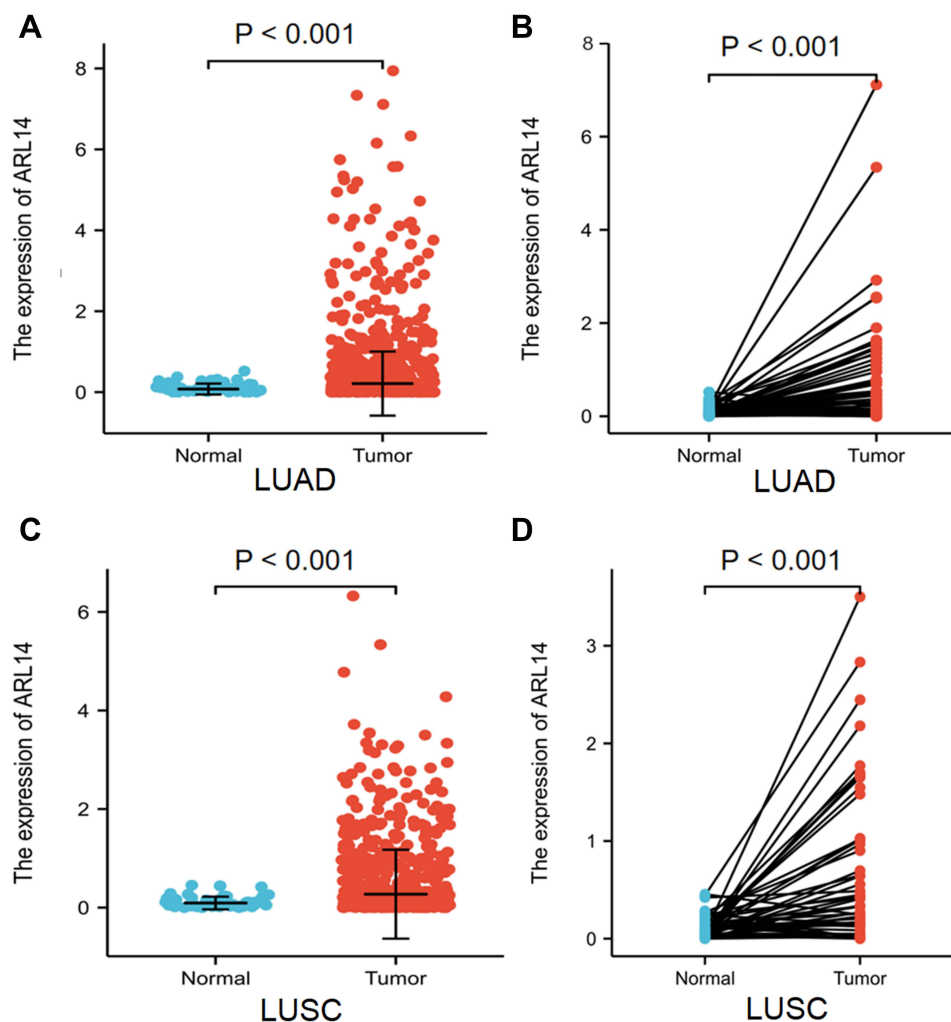 A
P < 0.001
The expression of ARL14
8
6
4
2
0
Normal
Tumor
LUAD
B
P < 0.001
The expression of ARL14
8
6
4
2
0
Normal
Tumor
LUAD
C
P < 0.001
The expression of ARL14
6
4
2
0
Normal
Tumor
LUSC
D
P < 0.001
The expression of ARL14
3
2
1
0
Normal
Tumor
LUSC